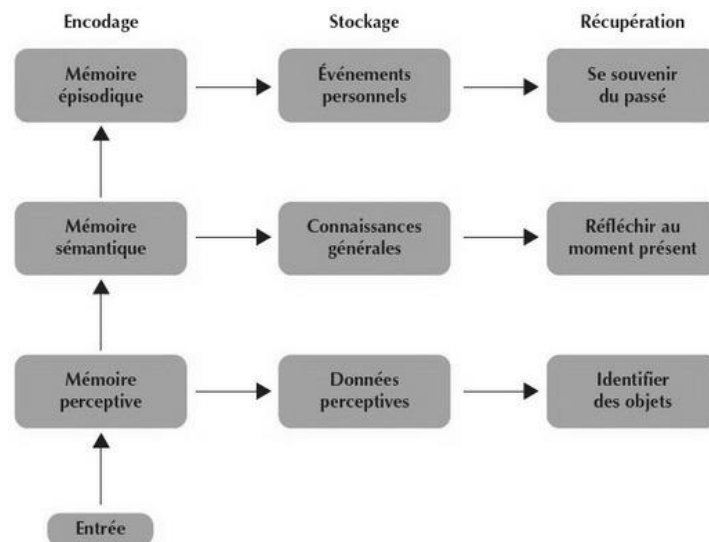 Encodage
Stockage
Récupération
Mémoire
épisodique
Événements
personnels
Se souvenir
du passé
Mémoire
sémantique
Connaissances
générales
Réfléchir au
moment présent
Mémoire
perceptive
Données
perceptives
Identifier
des objets
Entrée